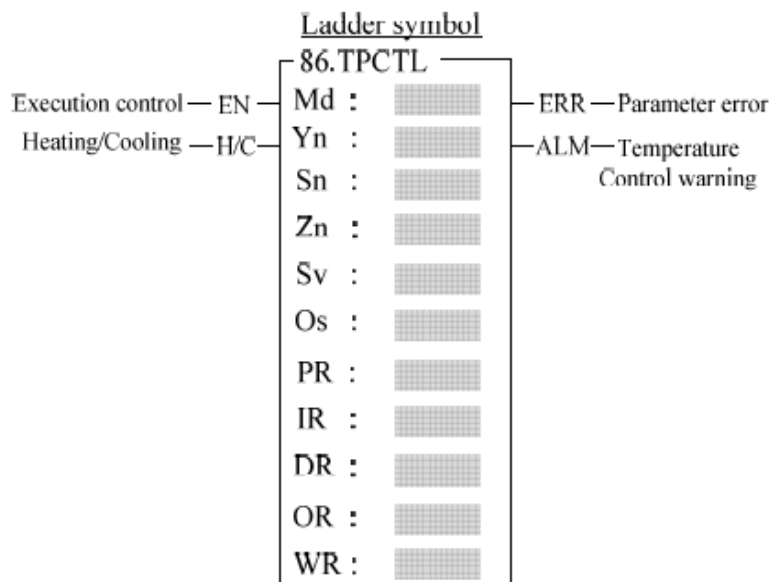 Ladder symbol
86.TPCTL
Execution control EN Md : ERR Parameter error
Heating/Cooling H/C Yn : ALM Temperature
Sn : Control warning
Zn :
Sv :
Os :
PR :
IR :
DR :
OR :
WR :